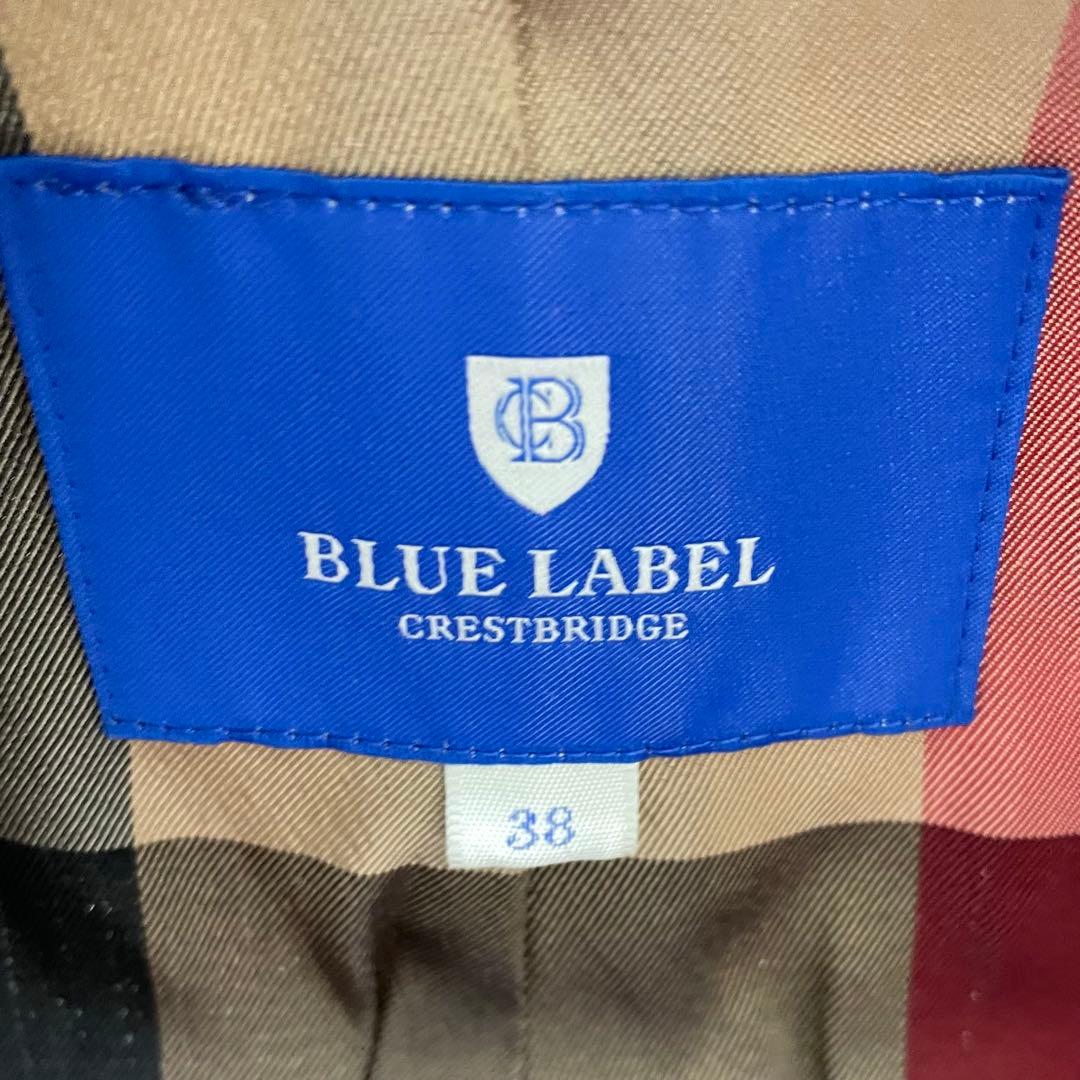 CB
BLUE LABEL
CRESTBRIDGE
38